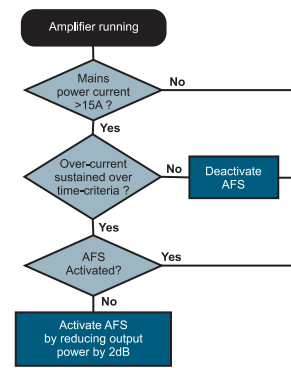 Amplifier running
Mains
power current
>15A ?
No
Yes
Over-current
sustained over
time-criteria ?
No
Deactivate
AFS
Yes
AFS
Activated?
Yes
No
Activate AFS
by reducing output
power by 2dB